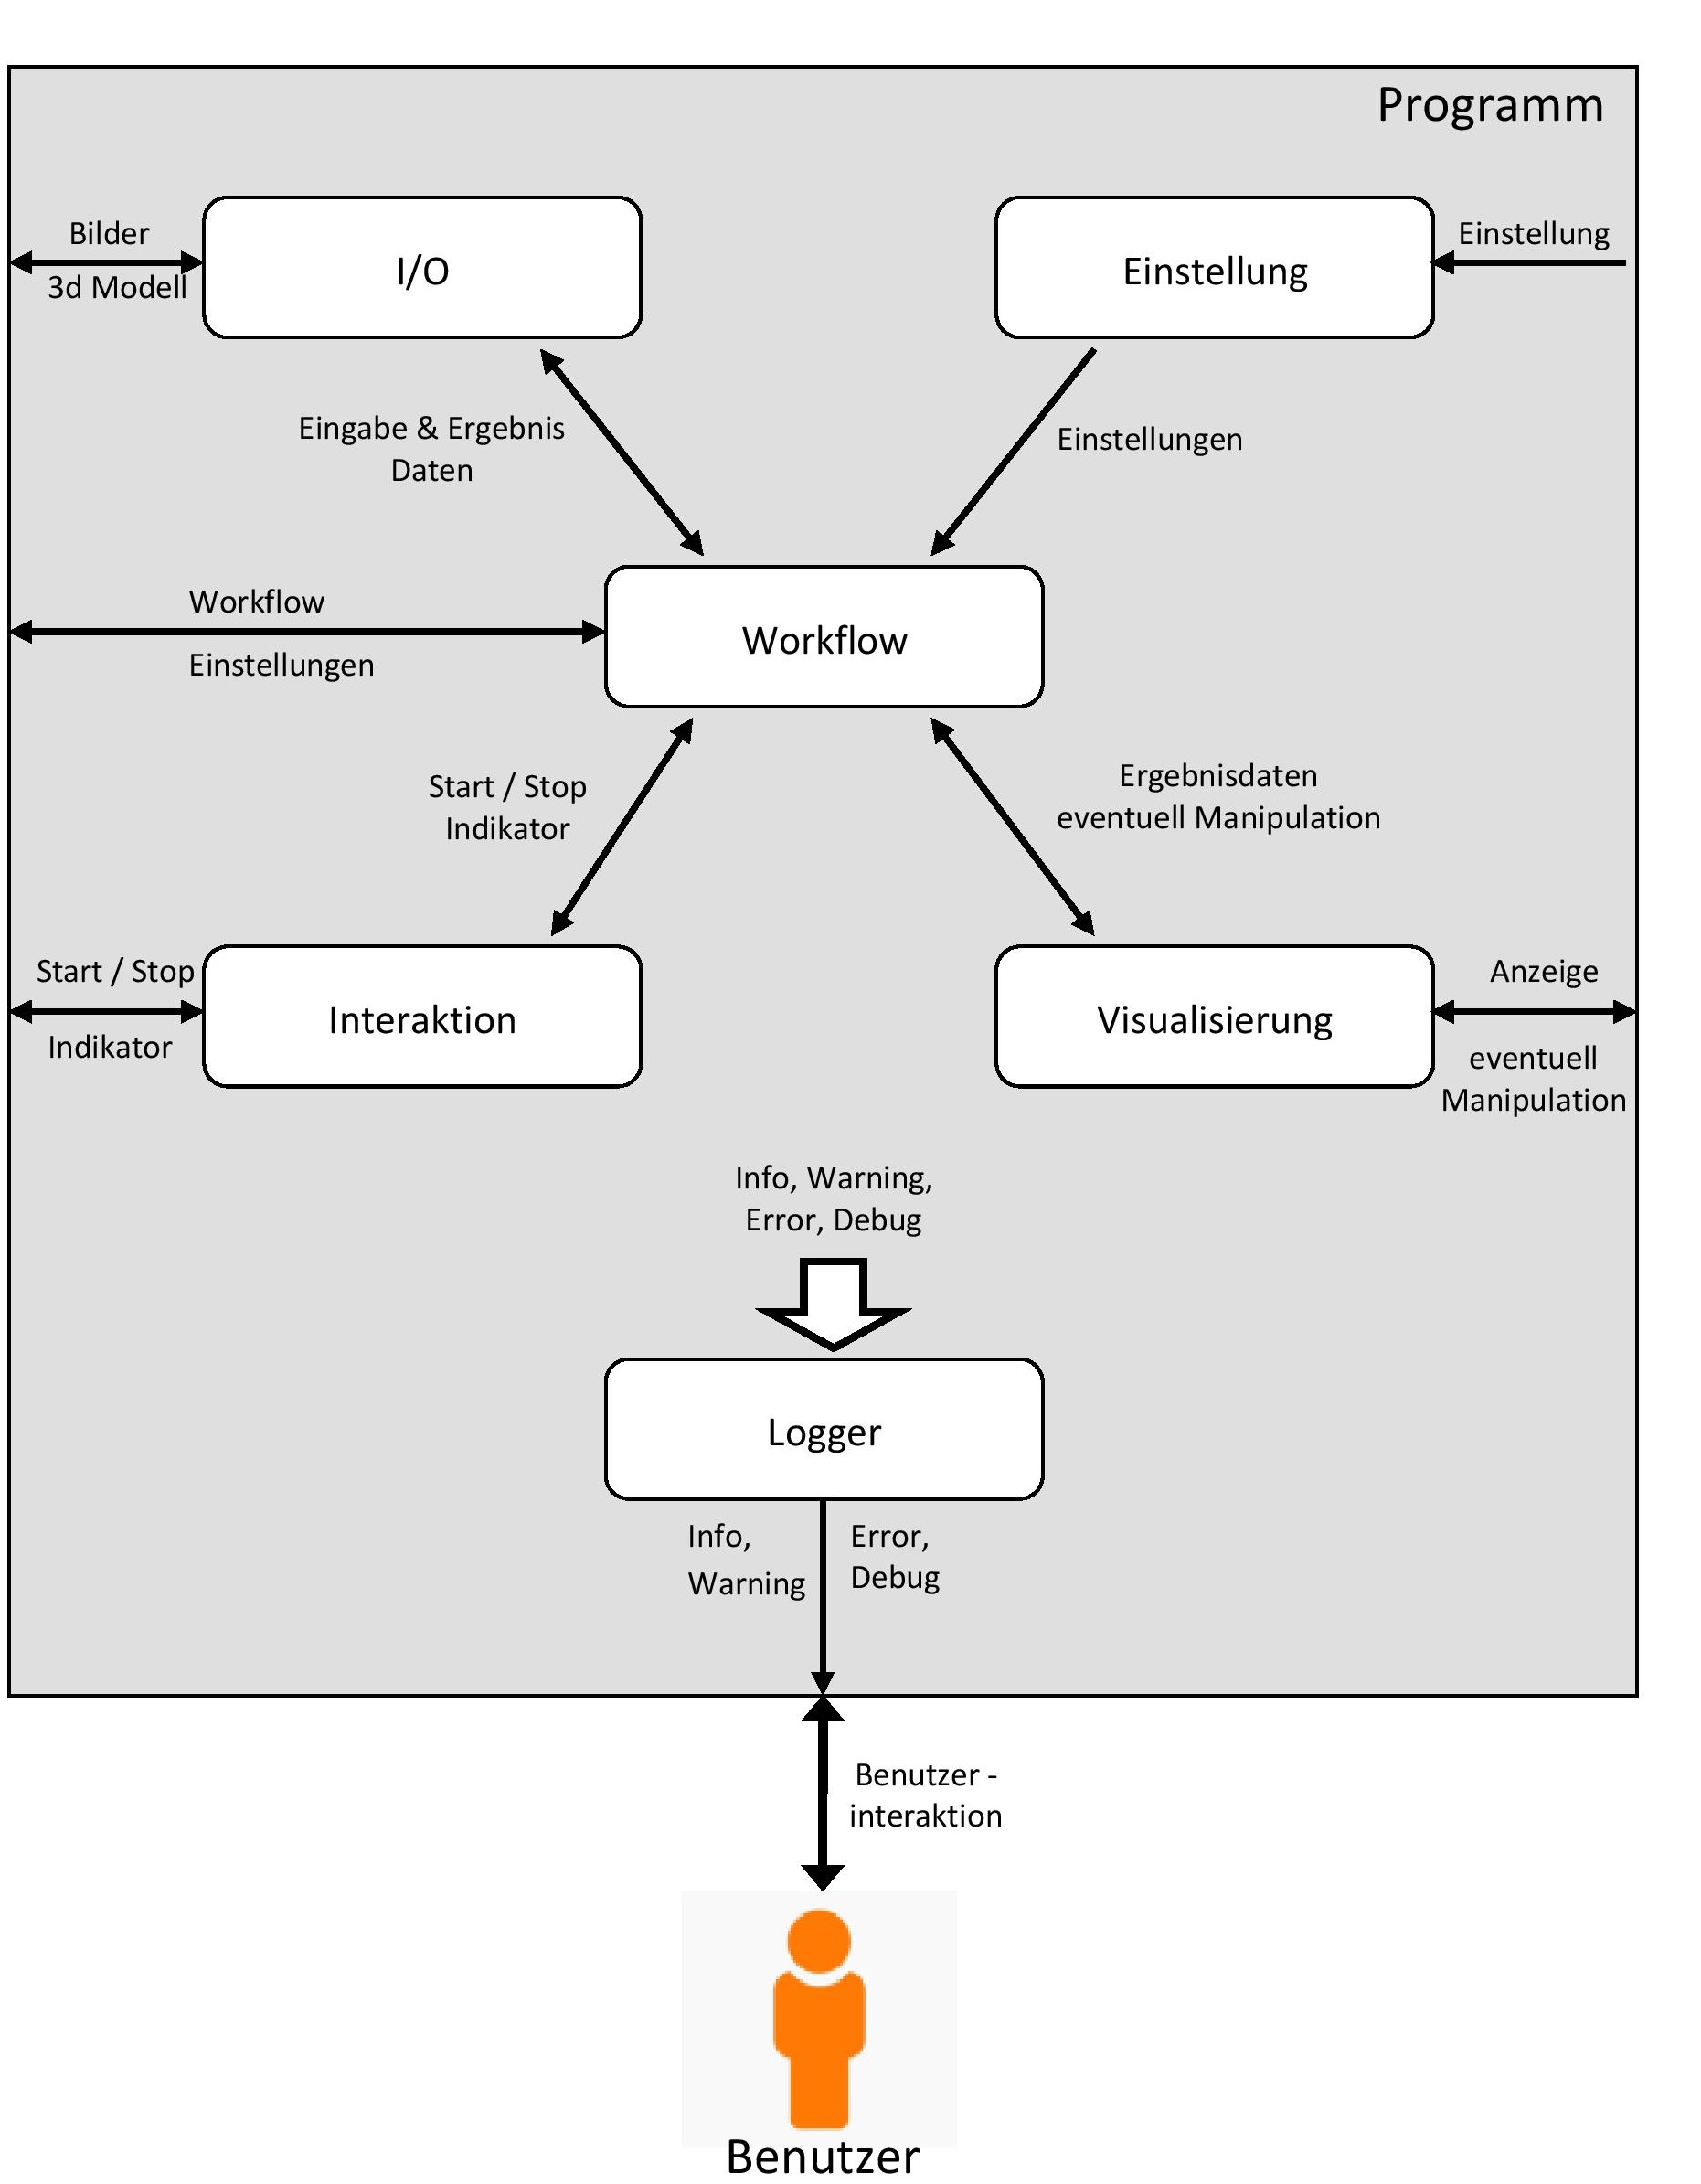 Programm
Bilder
3d Modell
I/O
Einstellung
Einstellung
Eingabe & Ergebnis
Daten
Einstellungen
Workflow
Einstellungen
Workflow
Start / Stop
Indikator
Ergebnisdaten
eventuell Manipulation
Start / Stop
Indikator
Interaktion
Visualisierung
Anzeige
eventuell
Manipulation
Info, Warning,
Error, Debug
Logger
Info,
Warning
Error,
Debug
Benutzer -
interaktion
Benutzer